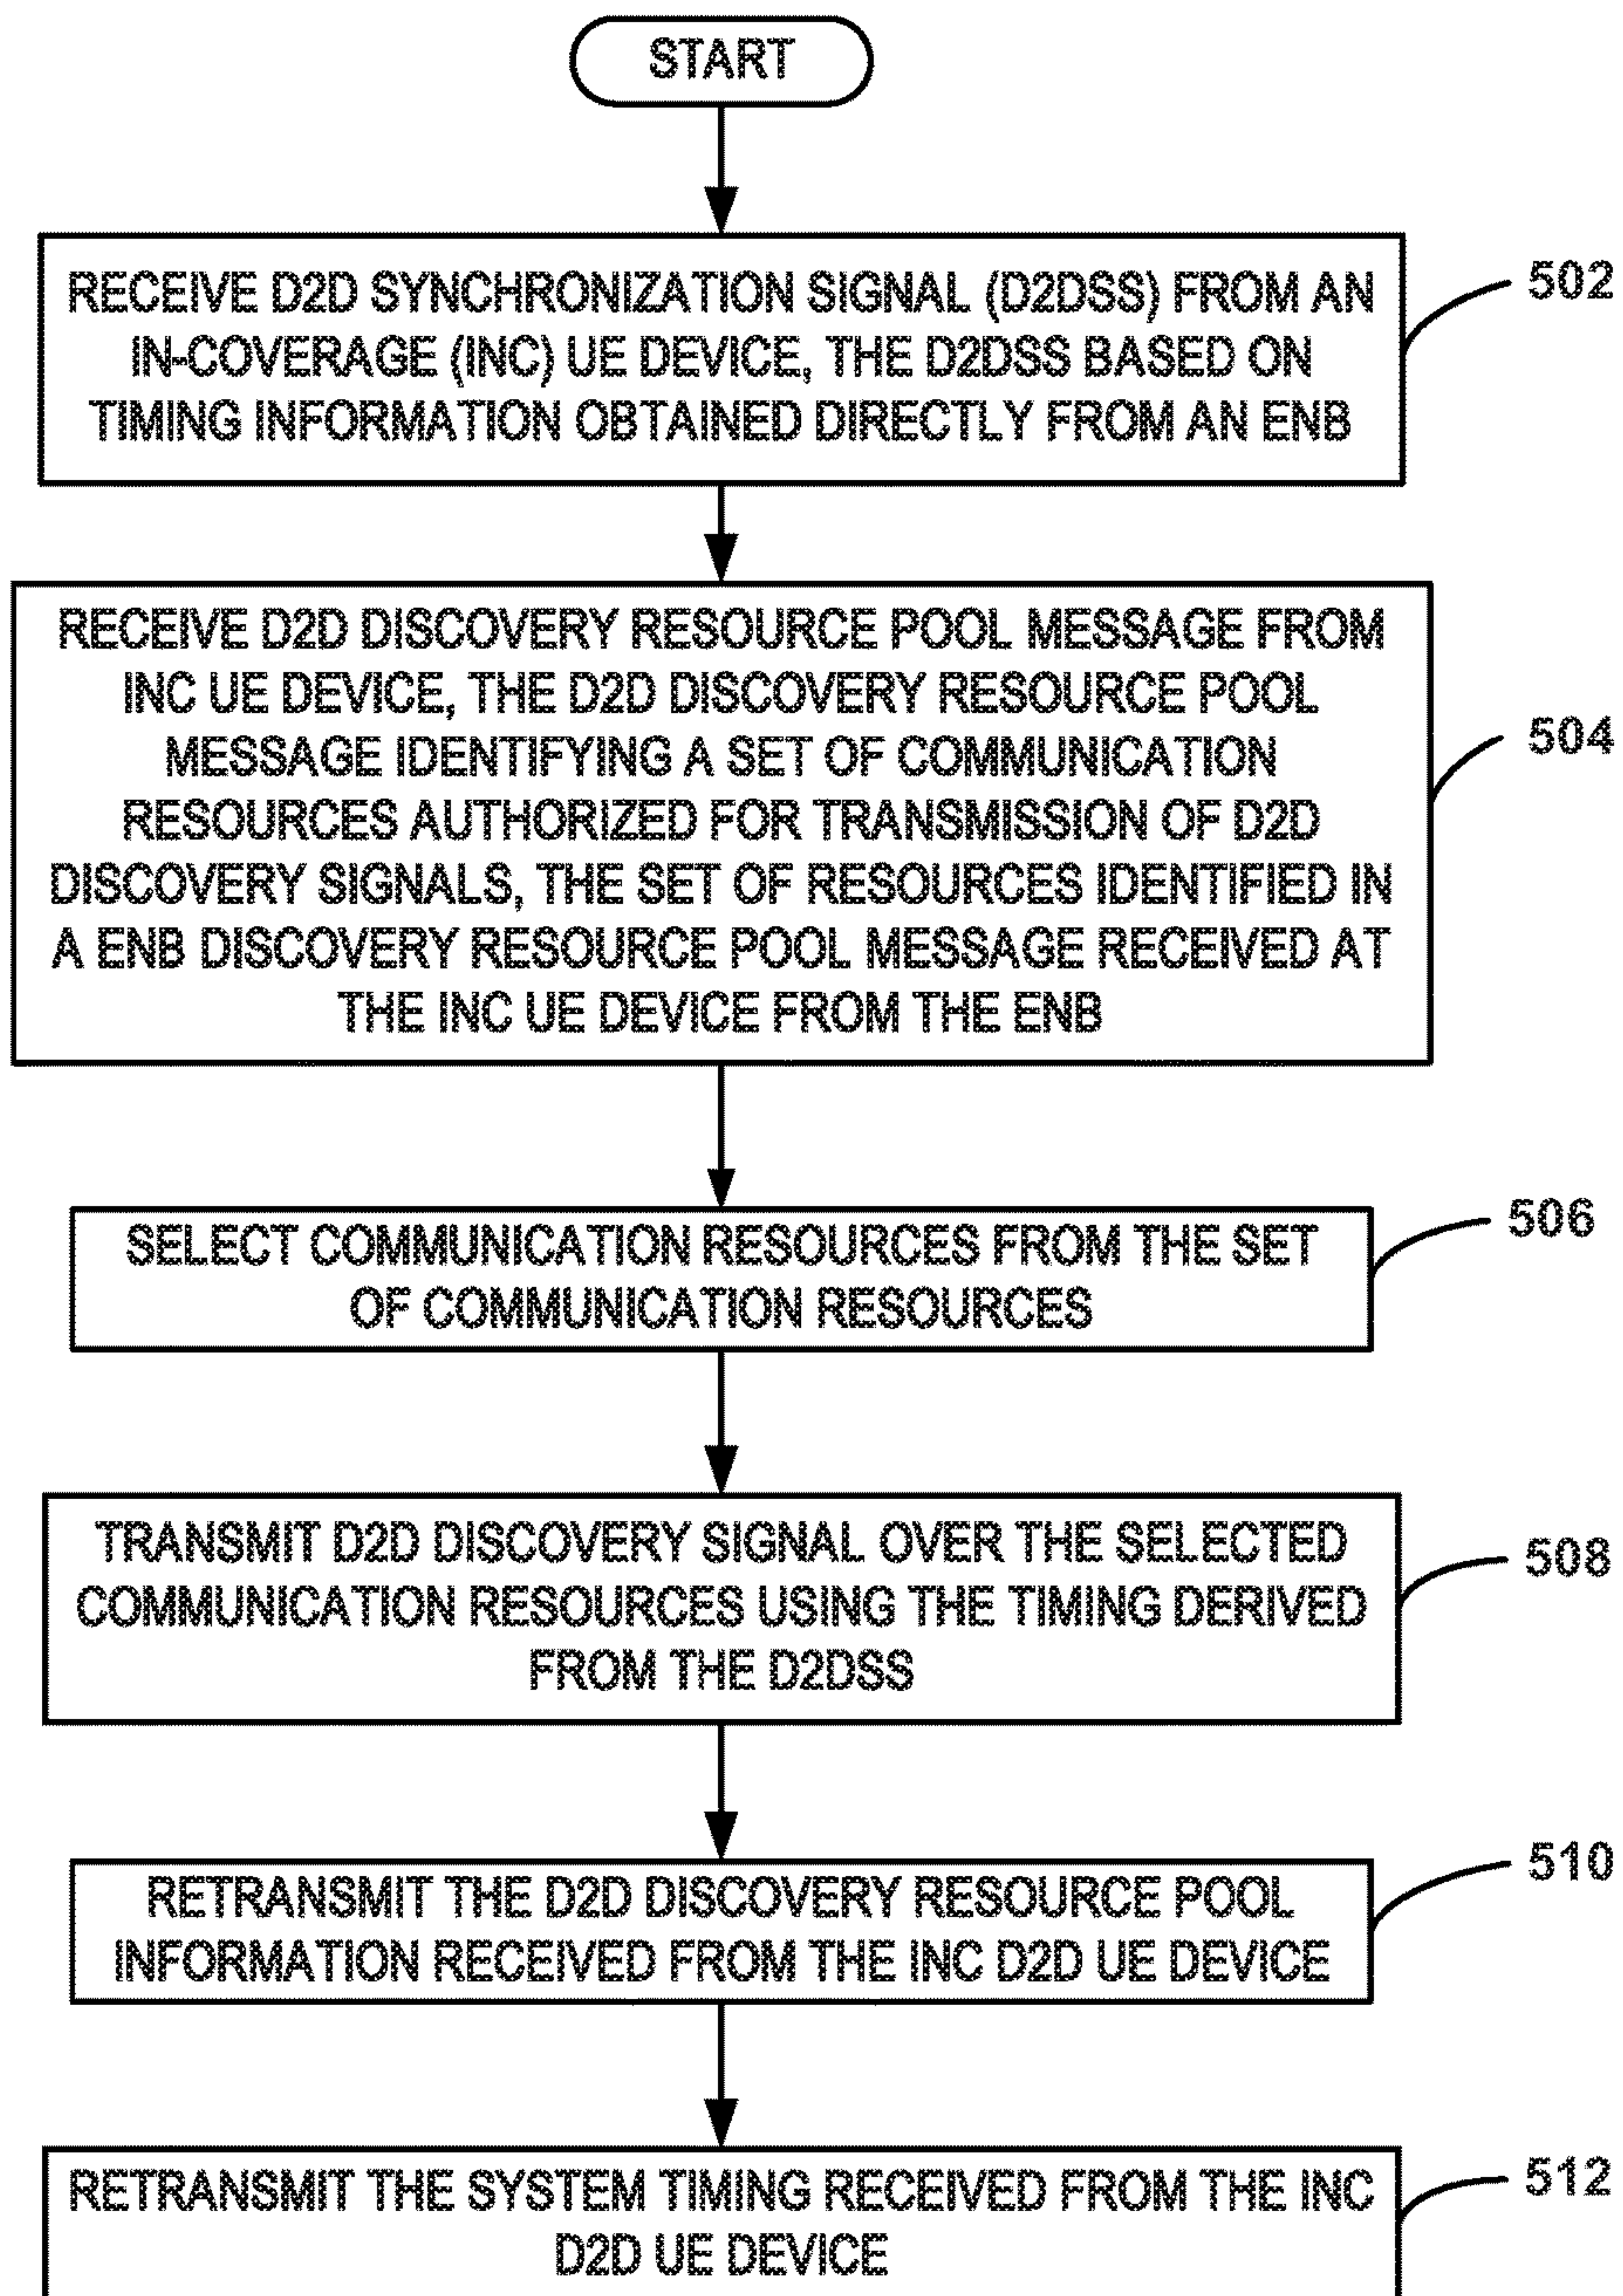 START
RECEIVE D2D SYNCHRONIZATION SIGNAL (D2DSS) FROM AN
IN-COVERAGE (INC) UE DEVICE, THE D2DSS BASED ON
TIMING INFORMATION OBTAINED DIRECTLY FROM AN ENB
502
RECEIVE D2D DISCOVERY RESOURCE POOL MESSAGE FROM
INC UE DEVICE, THE D2D DISCOVERY RESOURCE POOL
MESSAGE IDENTIFYING A SET OF COMMUNICATION
RESOURCES AUTHORIZED FOR TRANSMISSION OF D2D
DISCOVERY SIGNALS, THE SET OF RESOURCES IDENTIFIED IN
A ENB DISCOVERY RESOURCE POOL MESSAGE RECEIVED AT
THE INC UE DEVICE FROM THE ENB
504
SELECT COMMUNICATION RESOURCES FROM THE SET
OF COMMUNICATION RESOURCES
506
TRANSMIT D2D DISCOVERY SIGNAL OVER THE SELECTED
COMMUNICATION RESOURCES USING THE TIMING DERIVED
FROM THE D2DSS
508
RETRANSMIT THE D2D DISCOVERY RESOURCE POOL
INFORMATION RECEIVED FROM THE INC D2D UE DEVICE
510
RETRANSMIT THE SYSTEM TIMING RECEIVED FROM THE INC
D2D UE DEVICE
512